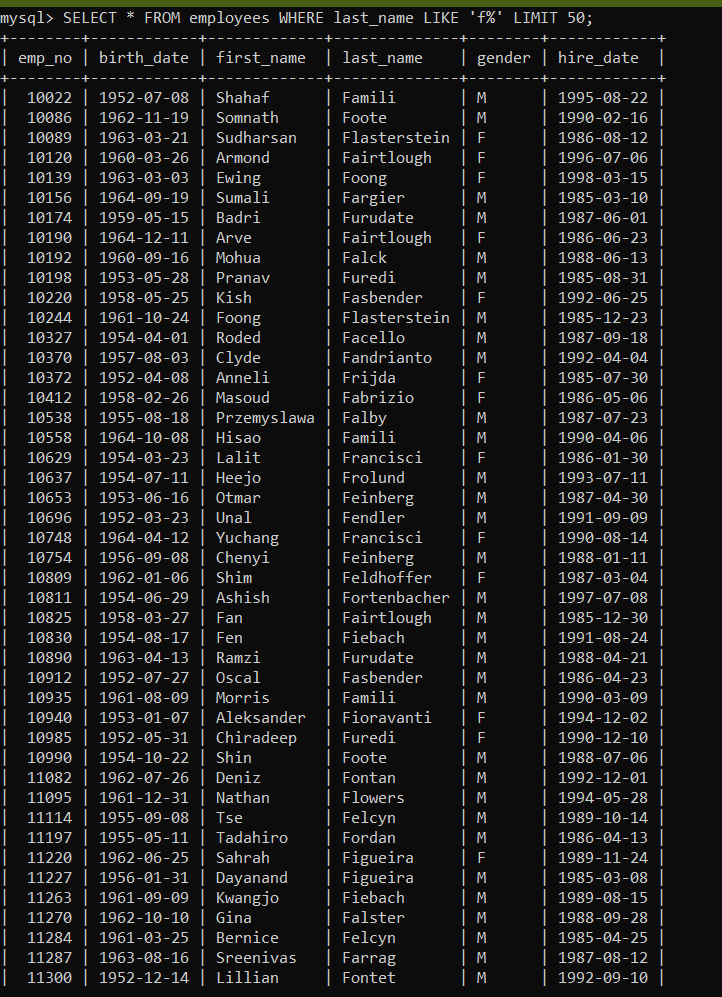 mysql> SELECT * FROM employees WHERE last_name LIKE 'f%' LIMIT 50;
+--------+------------+-------------+--------------+--------+------------+
| emp_no | birth_date | first_name  | last_name    | gender | hire_date  |
+--------+------------+-------------+--------------+--------+------------+
|  10022 | 1952-07-08 | Shahaf      | Famili       | M      | 1995-08-22 |
|  10086 | 1962-11-19 | Somnath     | Foote        | M      | 1990-02-16 |
|  10089 | 1963-03-21 | Sudharsan   | Flasterstein | F      | 1986-08-12 |
|  10120 | 1960-03-26 | Armond      | Fairtlough   | F      | 1996-07-06 |
|  10139 | 1963-03-03 | Ewing       | Foong        | F      | 1998-03-15 |
|  10156 | 1964-09-19 | Sumali      | Fargier      | M      | 1985-03-10 |
|  10174 | 1959-05-15 | Badri       | Furudate     | M      | 1987-06-01 |
|  10190 | 1964-12-11 | Arve        | Fairtlough   | F      | 1986-06-23 |
|  10192 | 1960-09-16 | Mohua       | Falck        | M      | 1988-06-13 |
|  10198 | 1953-05-28 | Pranav      | Furedi       | M      | 1985-08-31 |
|  10220 | 1958-05-25 | Kish        | Fasbender    | F      | 1992-06-25 |
|  10244 | 1961-10-24 | Foong       | Flasterstein | M      | 1985-12-23 |
|  10327 | 1954-04-01 | Roded       | Facello      | M      | 1987-09-18 |
|  10370 | 1957-08-03 | Clyde       | Fandrianto   | M      | 1992-04-04 |
|  10372 | 1952-04-08 | Anneli      | Frijda       | F      | 1985-07-30 |
|  10412 | 1958-02-26 | Masoud      | Fabrizio     | F      | 1986-05-06 |
|  10538 | 1955-08-18 | Przemyslawa | Falby        | M      | 1987-07-23 |
|  10558 | 1964-10-08 | Hisao       | Famili       | M      | 1990-04-06 |
|  10629 | 1954-03-23 | Lalit       | Francisci    | F      | 1986-01-30 |
|  10637 | 1954-07-11 | Heejo       | Frolund      | M      | 1993-07-11 |
|  10653 | 1953-06-16 | Otmar       | Feinberg     | M      | 1987-04-30 |
|  10696 | 1952-03-23 | Unal        | Fendler      | M      | 1991-09-09 |
|  10748 | 1964-04-12 | Yuchang     | Francisci    | F      | 1990-08-14 |
|  10754 | 1956-09-08 | Chenyi      | Feinberg     | M      | 1988-01-11 |
|  10809 | 1962-01-06 | Shim        | Feldhoffer   | F      | 1987-03-04 |
|  10811 | 1954-06-29 | Ashish      | Fortenbacher | M      | 1997-07-08 |
|  10825 | 1958-03-27 | Fan         | Fairtlough   | M      | 1985-12-30 |
|  10830 | 1954-08-17 | Fen         | Fiebach      | M      | 1991-08-24 |
|  10890 | 1963-04-13 | Ramzi       | Furudate     | M      | 1988-04-21 |
|  10912 | 1952-07-27 | Oscal       | Fasbender    | M      | 1986-04-23 |
|  10935 | 1961-08-09 | Morris      | Famili       | M      | 1990-03-09 |
|  10940 | 1953-01-07 | Aleksander  | Fioravanti   | F      | 1994-12-02 |
|  10985 | 1952-05-31 | Chiradeep   | Furedi       | F      | 1990-12-10 |
|  10990 | 1954-10-22 | Shin        | Foote        | M      | 1988-07-06 |
|  11082 | 1962-07-26 | Deniz       | Fontan       | M      | 1992-12-01 |
|  11095 | 1961-12-31 | Nathan      | Flowers      | M      | 1994-05-28 |
|  11114 | 1955-09-08 | Tse         | Felcyn       | M      | 1989-10-14 |
|  11197 | 1955-05-11 | Tadahiro    | Fordan       | M      | 1986-04-13 |
|  11220 | 1962-06-25 | Sahrah      | Figueira     | F      | 1989-11-24 |
|  11227 | 1956-01-31 | Dayanand    | Figueira     | M      | 1985-03-08 |
|  11263 | 1961-09-09 | Kwangjo     | Fiebach      | M      | 1989-08-15 |
|  11270 | 1962-10-10 | Gina        | Falster      | M      | 1988-09-28 |
|  11284 | 1961-03-25 | Bernice     | Felcyn       | M      | 1985-04-25 |
|  11287 | 1963-08-16 | Sreenivas   | Farrag       | M      | 1987-08-12 |
|  11300 | 1952-12-14 | Lillian     | Fontet       | M      | 1992-09-10 |